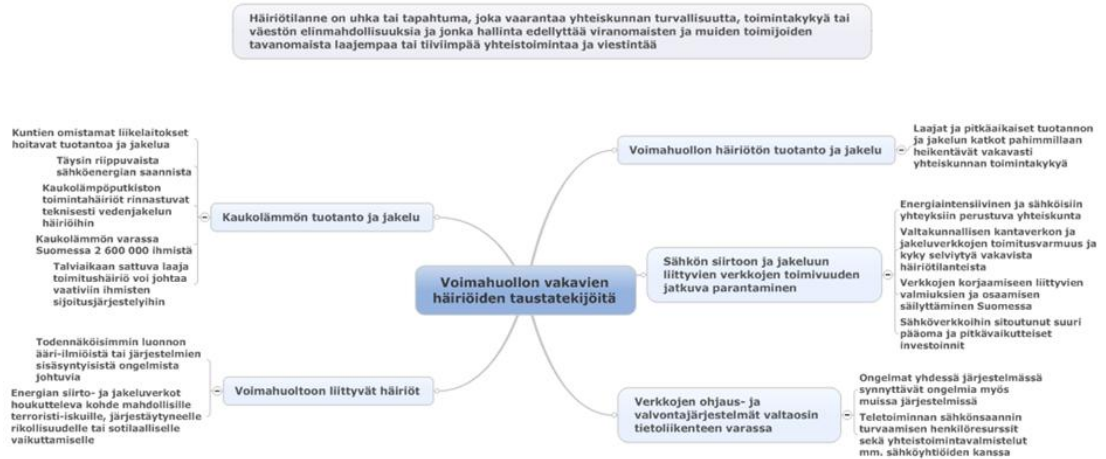 Häiriötilanne on uhka tai tapahtuma, joka vaarantaa yhteiskunnan turvallisuutta, toimintakykyä tai
väestön elinmahdollisuuksia ja jonka hallinta edellyttää viranomaisten ja muiden toimijoiden
tavanomaista laajempaa tai tiiviimpää yhteistoimintaa ja viestintää
Voimahuollon vakavien
häiriöiden taustatekijöitä
Voimahuollon häiriötön tuotanto ja jakelu
Laajat ja pitkäaikaiset tuotannon
ja jakelun katkot pahimmillaan
heikentävät vakavasti
yhteiskunnan toimintakykyä
Sähkön siirtoon ja jakeluun
liittyvien verkkojen toimivuuden
jatkuva parantaminen
Energiaintensiivinen ja sähköisiin
yhteyksiin perustuva yhteiskunta
Valtakunnallisen kantaverkon ja
jakeluverkkojen toimitusvarmuus ja
kyky selviytyä vakavista
häiriötilanteista
Verkkojen korjaamiseen liittyvien
valmiuksien ja osaamisen
säilyttäminen Suomessa
Sähköverkkoihin sitoutunut suuri
pääoma ja pitkävaikutteiset
investoinnit
Verkkojen ohjaus- ja
valvontajärjestelmät valtaosin
tietoliikenteen varassa
Ongelmat yhdessä järjestelmässä
synnyttävät ongelmia myös
muissa järjestelmissä
Teletoiminnan sähkönsaannin
turvaamisen henkilöresurssit
sekä yhteistoimintavalmistelut
mm. sähköyhtiöiden kanssa
Kaukolämmön tuotanto ja jakelu
Kuntien omistamat liikelaitokset
hoitavat tuotantoa ja jakelua
Täysin riippuvaista
sähköenergian saannista
Kaukolämpöputkiston
toimintahäiriöt rinnastuvat
teknisesti vedenjakelun
häiriöihin
Kaukolämmön varassa
Suomessa 2 600 000 ihmistä
Talviaikaan sattuva laaja
toimitushäiriö voi johtaa
vaativiin ihmisten
sijoitusjärjestelyihin
Voimahuoltoon liittyvät häiriöt
Todennäköisimmin luonnon
ääri-ilmiöistä tai järjestelmien
sisäsyntyisistä ongelmista
johtuvia
Energian siirto- ja jakeluverkot
houkutteleva kohde mahdollisille
terroristi-iskuille, järjestäytyneelle
rikollisuudelle tai sotilaalliselle
vaikuttamiselle